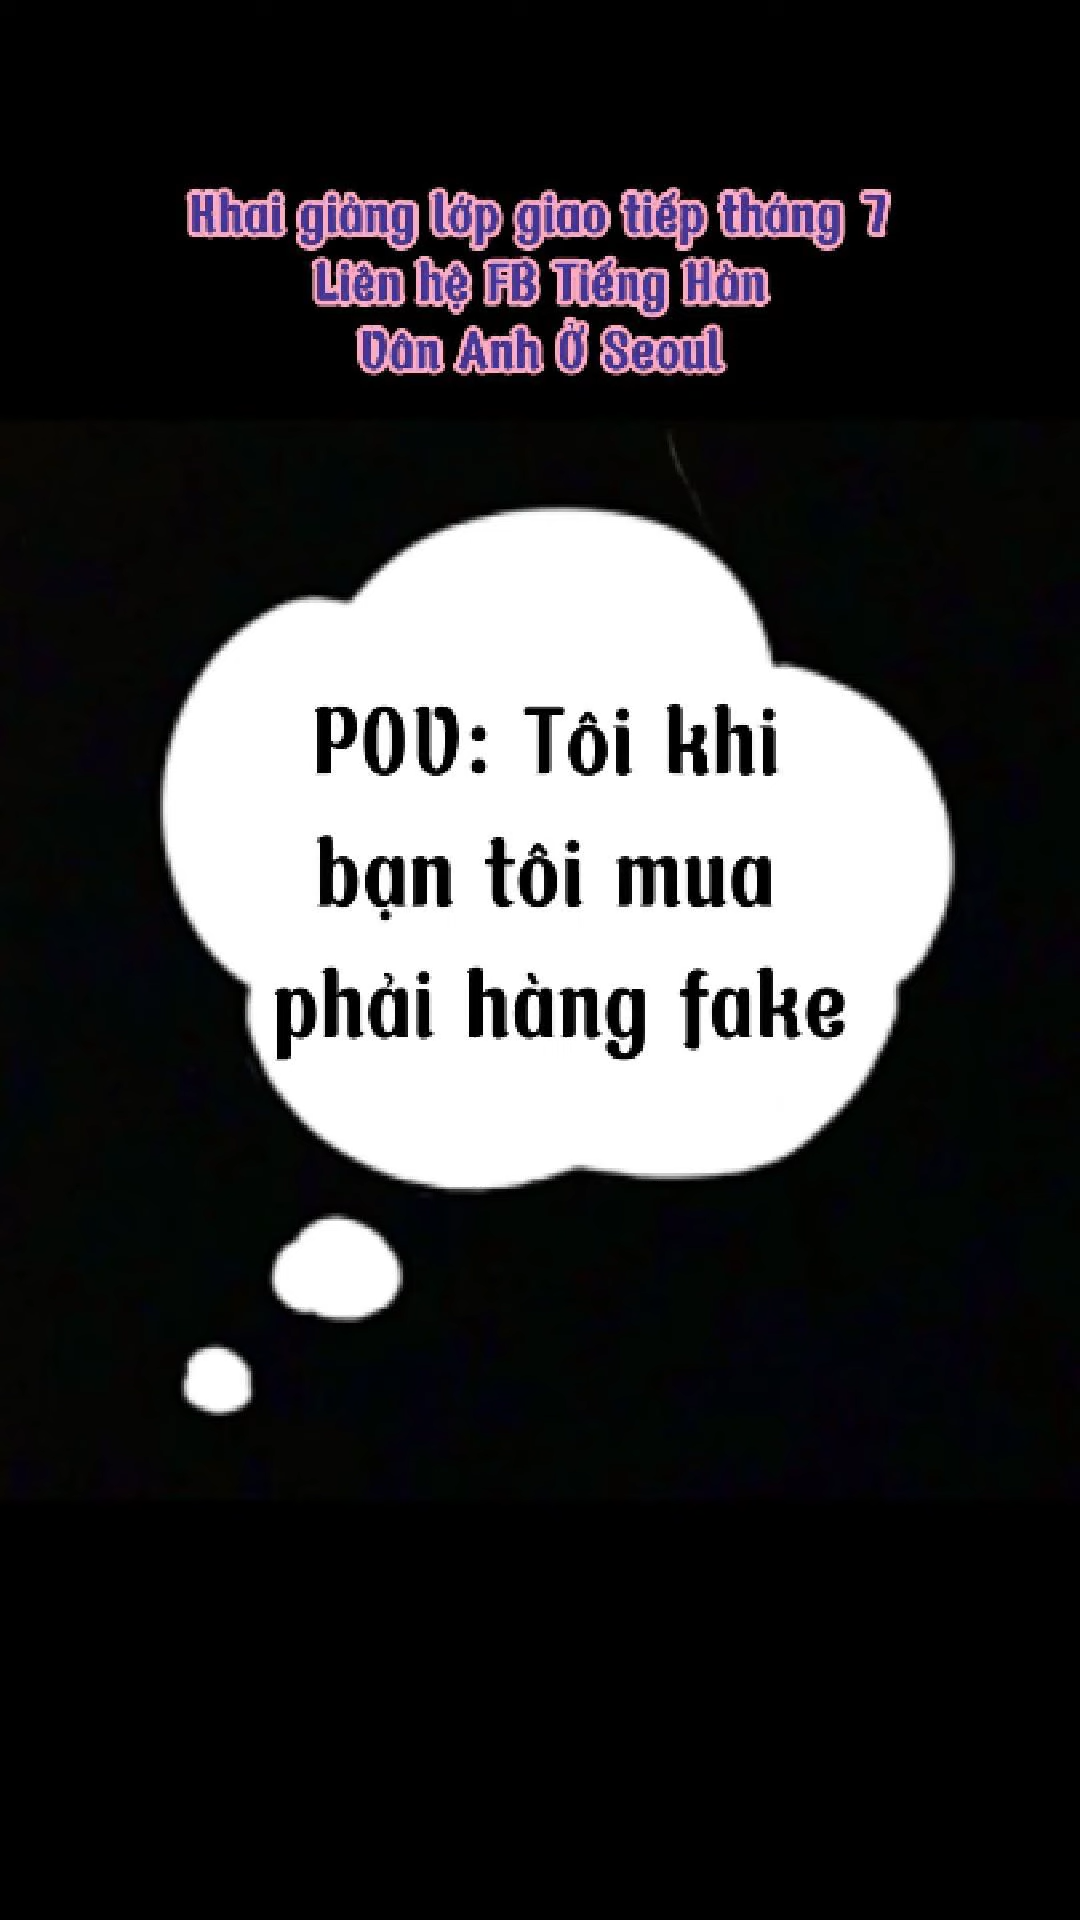 Khai giảng lớp giao tiếp tháng 7
Liên hệ FB Tiếng Hàn
Vân Anh Ở Seoul
POV: Tôi khi
bạn tôi mua
phải hàng fake